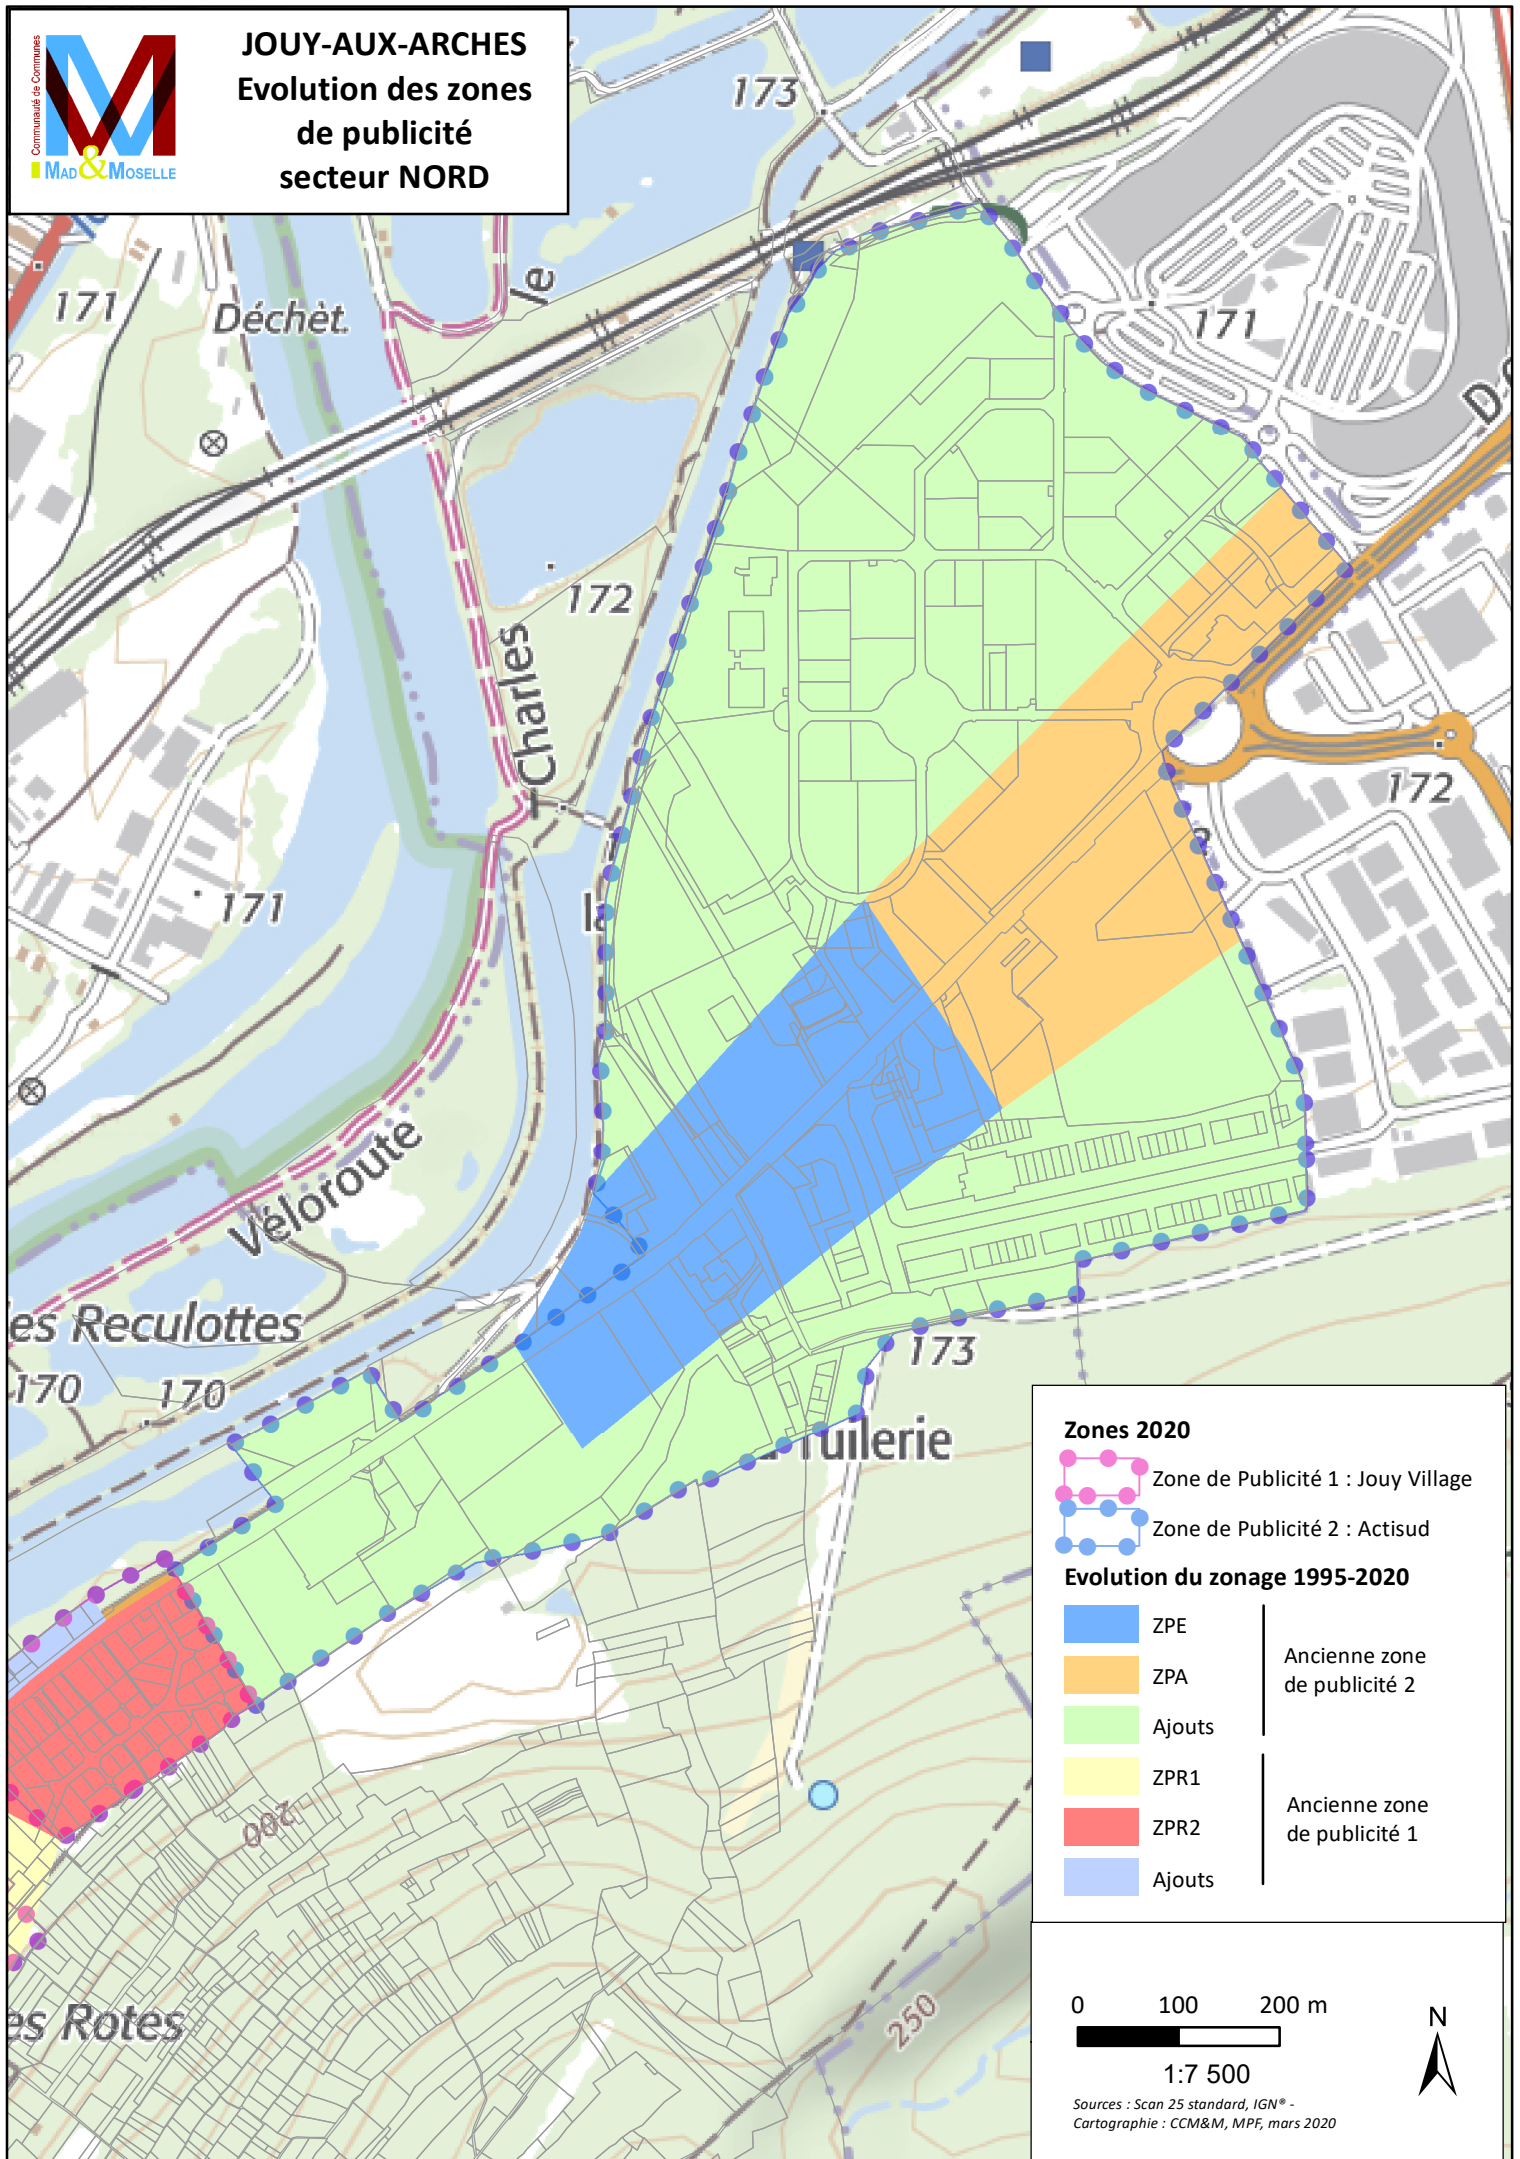 Communauté de Communes
MAD & MOSELLE
JOUY-AUX-ARCHES
Evolution des zones
de publicité
secteur NORD
173
171
Déchèt.
le
171
D
172
Charles
172
la
171
Véloroute
es Reculottes
170
170
173
Tuilerie
200
es Rotes
250
Zones 2020
Zone de Publicité 1 : Jouy Village
Zone de Publicité 2 : Actisud
Evolution du zonage 1995-2020
ZPE
ZPA
Ajouts
Ancienne zone
de publicité 2
ZPR1
ZPR2
Ajouts
Ancienne zone
de publicité 1
0 100 200 m
1:7 500
N
Sources : Scan 25 standard, IGN® -
Cartographie : CCM&M, MPF, mars 2020